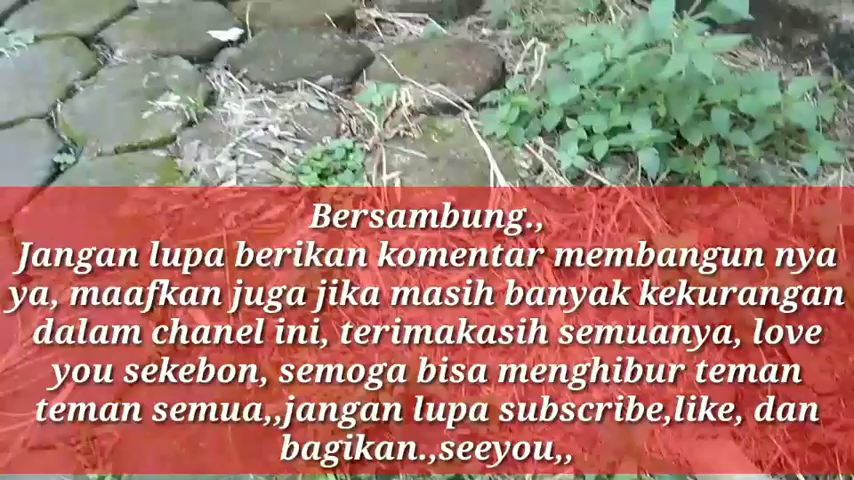 Bersambung.,
Jangan lupa berikan komentar membangun nya
ya, maafkan juga jika masih banyak kekurangan
dalam chanel ini, terimakasih semuanya, love
you sekebon, semoga bisa menghibur teman
teman semua,,jangan lupa subscribe,like, dan
bagikan.,seeyou,,